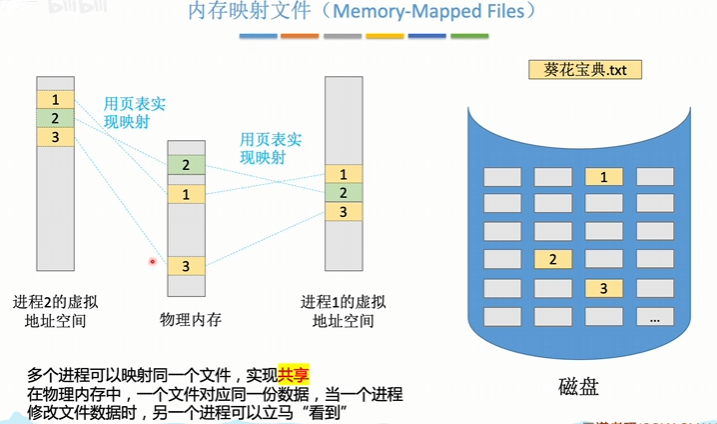 内存映射文件（Memory-Mapped Files）
葵花宝典.txt
1
2
3
用页表实
现映射
2
1
3
用页表实
现映射
1
2
3
1
2
3
...
进程2的虚拟
地址空间
物理内存
进程1的虚拟
地址空间
磁盘
多个进程可以映射同一个文件，实现共享
在物理内存中，一个文件对应同一份数据，当一个进程
修改文件数据时，另一个进程可以立马“看到”